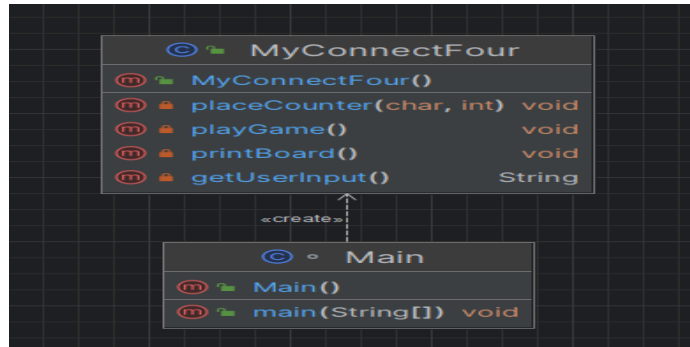 MyConnectFour
MyConnectFour()
placeCounter(char, int) void
playGame() void
printBoard() void
getUserInput() String
«create»
Main
Main()
main(String[]) void